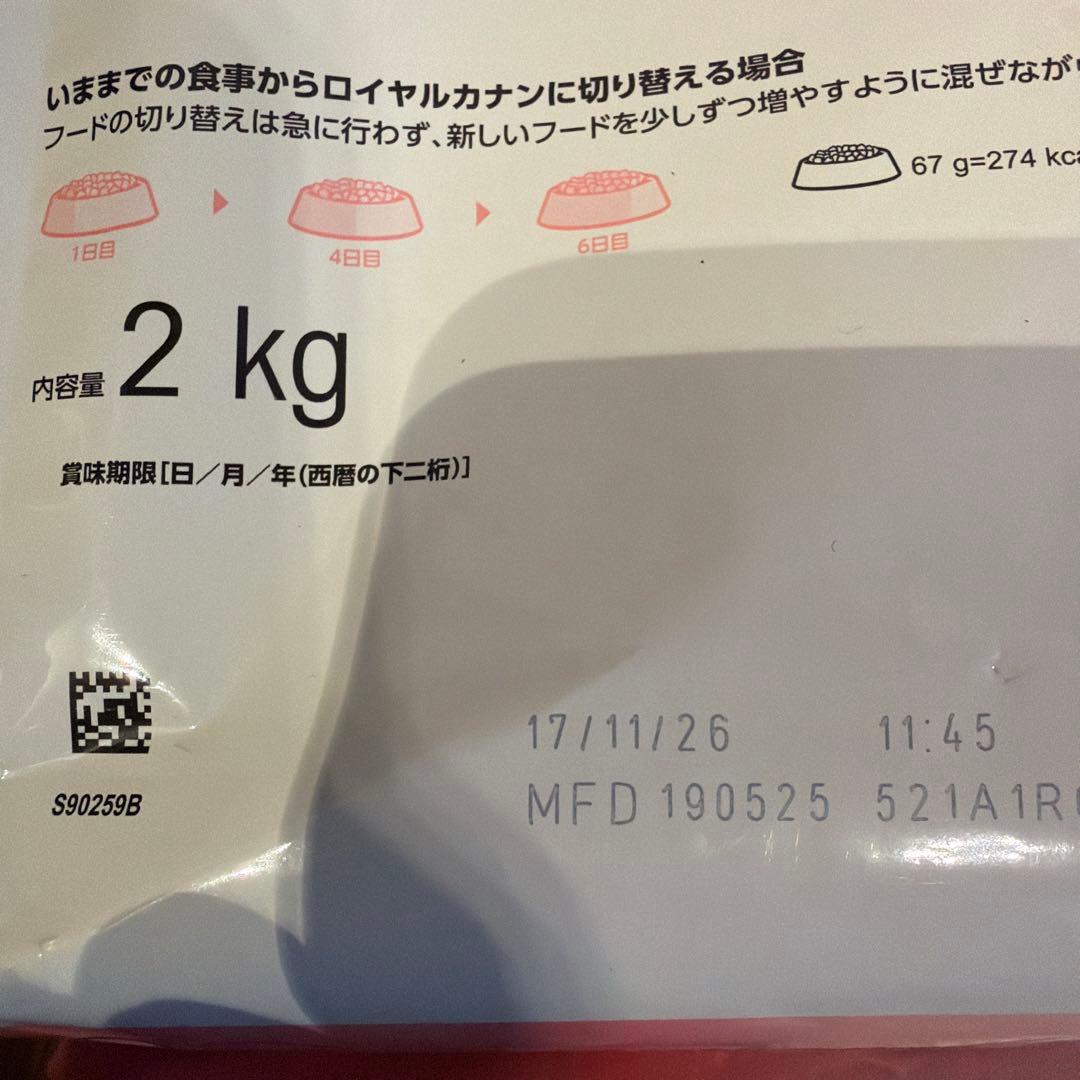 いままでの食事からロイヤルカナンに切り替える場合
フードの切り替えは急に行わず、新しいフードを少しずつ増やすように混ぜなが
67 g=274 kc
1日目 4日目 6日目
内容量 2 kg
賞味期限[日／月／年(西暦の下二桁)]
17/11/26 11:45
MFD 190525 521A1R
S90259B